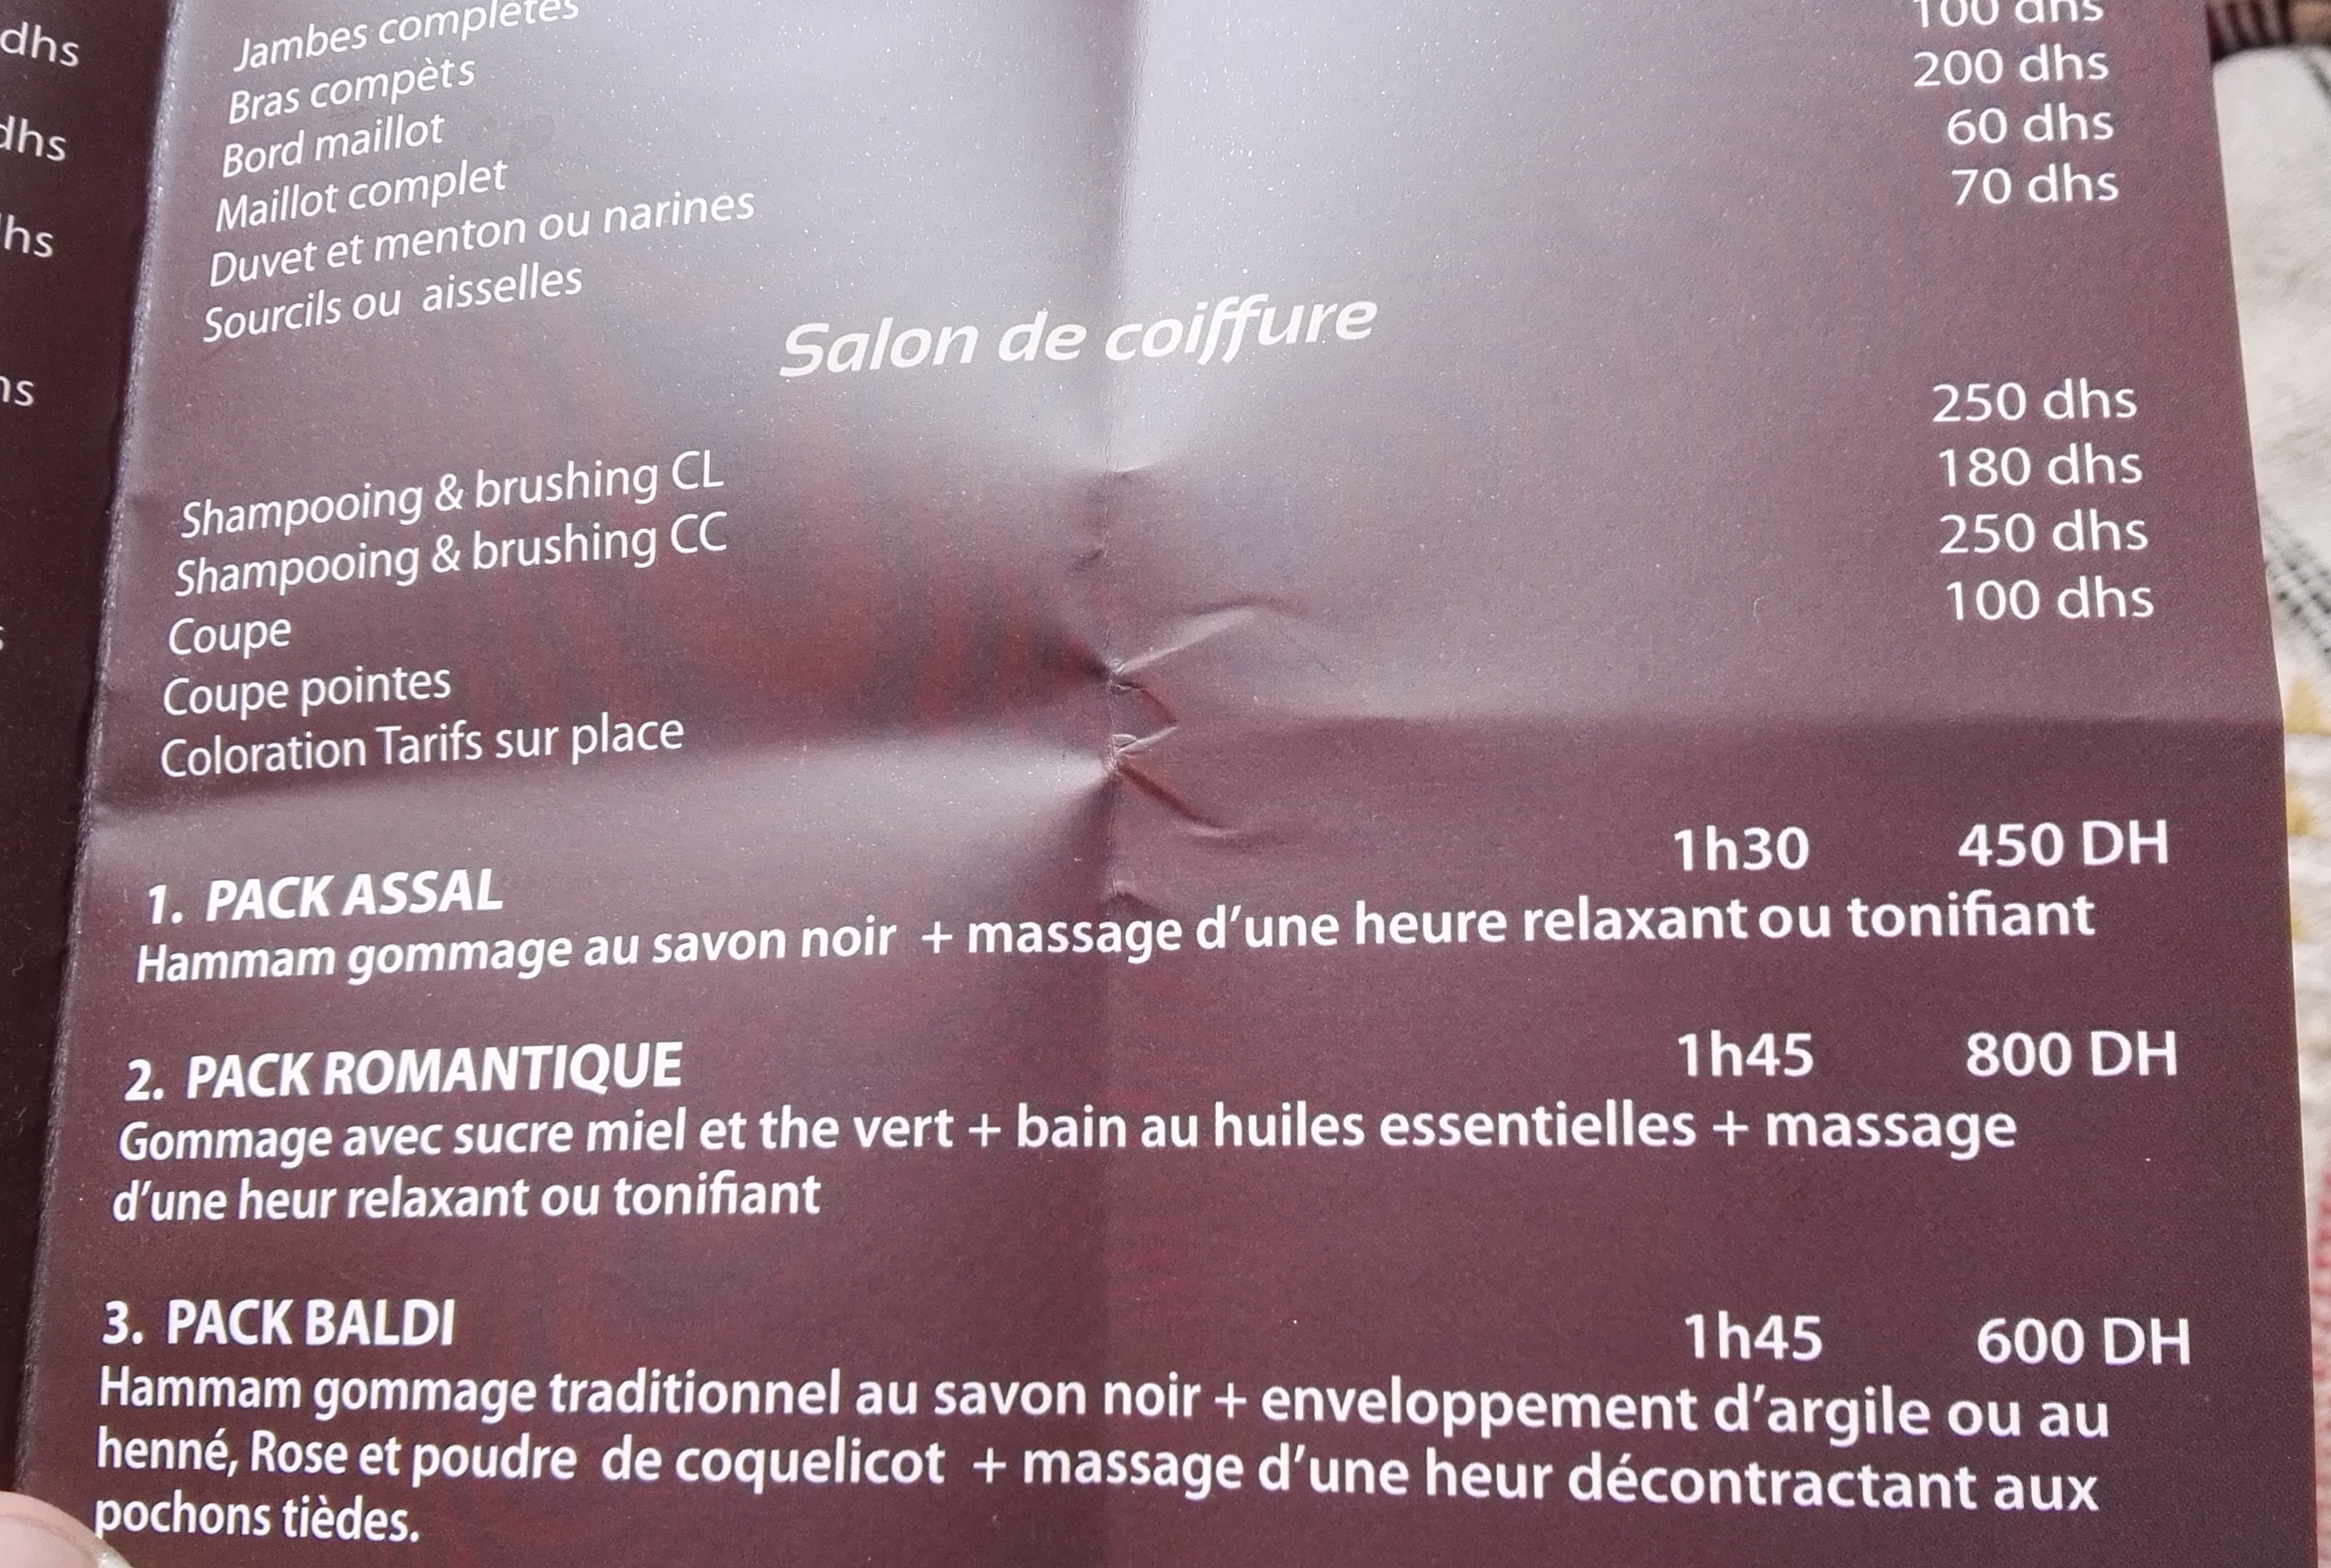 dhs
dhs
hs
hs
Jambes complètes
Bras compèts
Bord maillot 100 dhs
Maillot complet 200 dhs
Duvet et menton ou narines 60 dhs
Sourcils ou aisselles 70 dhs
Salon de coiffure
Shampooing & brushing CL 250 dhs
Shampooing & brushing CC 180 dhs
Coupe 250 dhs
Coupe pointes 100 dhs
Coloration Tarifs sur place
1. PACK ASSAL 1h30 450 DH
Hammam gommage au savon noir + massage d'une heure relaxant ou tonifiant
2. PACK ROMANTIQUE 1h45 800 DH
Gommage avec sucre miel et the vert + bain au huiles essentielles + massage
d'une heur relaxant ou tonifiant
3. PACK BALDI 1h45 600 DH
Hammam gommage traditionnel au savon noir + enveloppement d'argile ou au
henné, Rose et poudre de coquelicot + massage d'une heur décontractant aux
pochons tièdes.